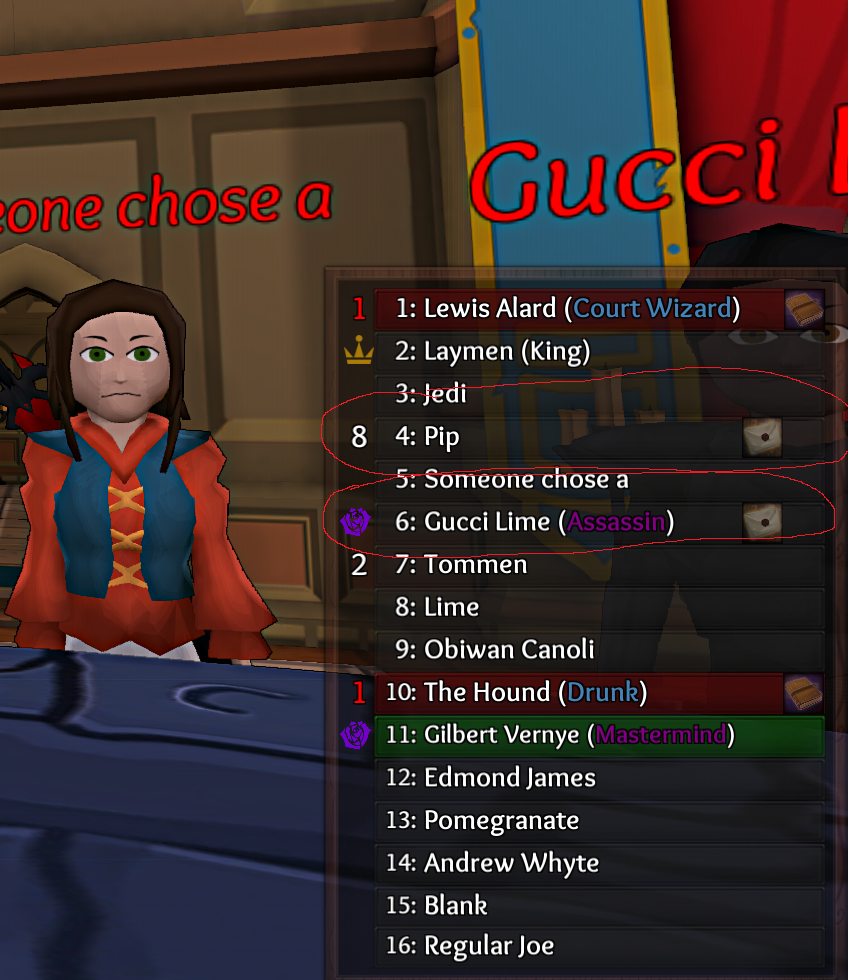 eone chose a
Gucci
1 1: Lewis Alard (Court Wizard)
2: Laymen (King)
3: Jedi
8 4: Pip
5: Someone chose a
6: Gucci Lime (Assassin)
2 7: Tommen
8: Lime
9: Obiwan Canoli
1 10: The Hound (Drunk)
11: Gilbert Vernye (Mastermind)
12: Edmond James
13: Pomegranate
14: Andrew Whyte
15: Blank
16: Regular Joe